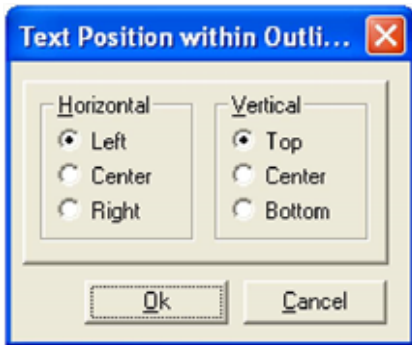 Text Position within Outli...
Horizontal
Left
Center
Right
Vertical
Top
Center
Bottom
Ok
Cancel